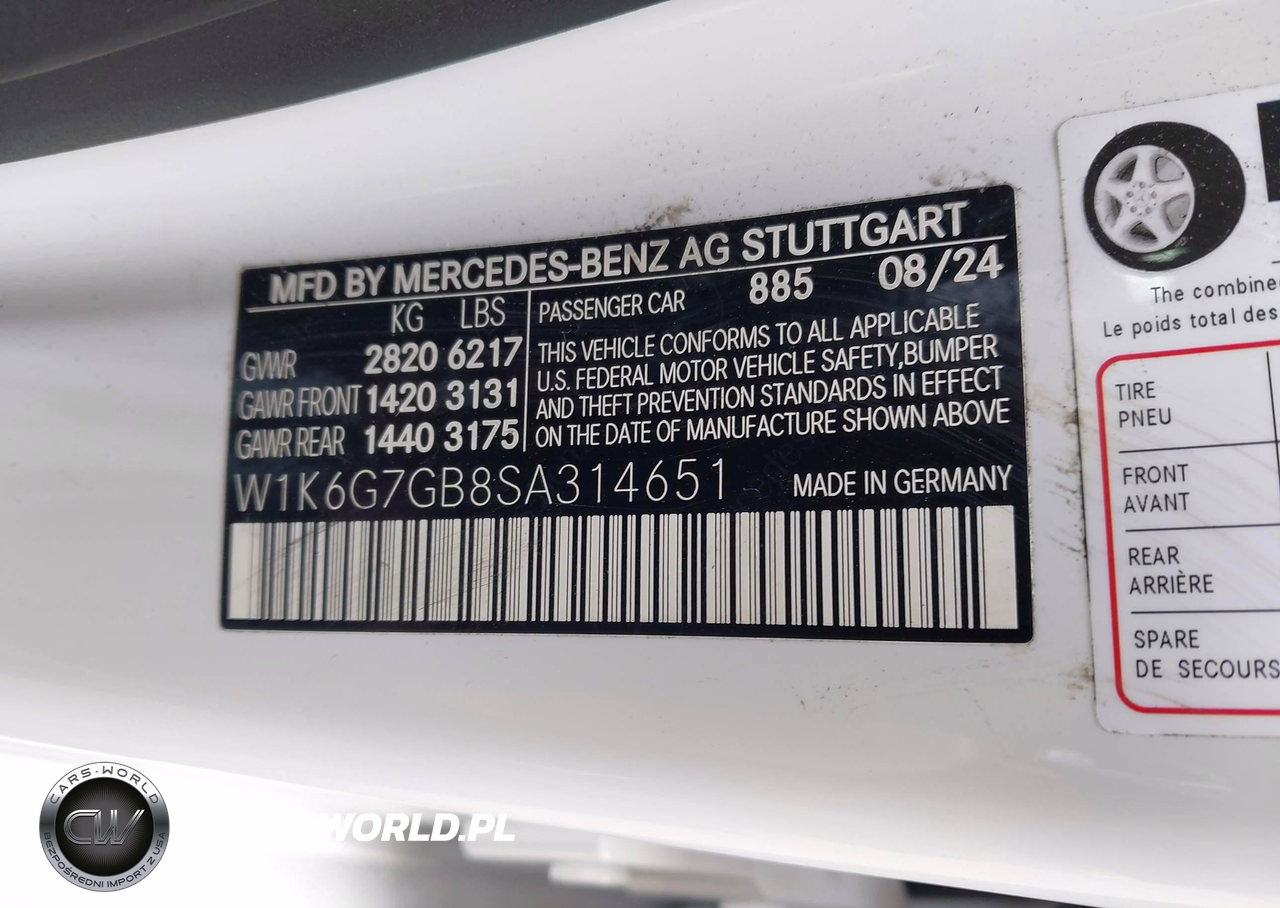 MFD BY MERCEDES-BENZ AG STUTTGART
KG LBS
GVWR 2820 6217
GAWR FRONT 1420 3131
GAWR REAR 1440 3175
PASSENGER CAR 885 08/24
THIS VEHICLE CONFORMS TO ALL APPLICABLE
U.S. FEDERAL MOTOR VEHICLE SAFETY,BUMPER
AND THEFT PREVENTION STANDARDS IN EFFECT
ON THE DATE OF MANUFACTURE SHOWN ABOVE
W1K6G7GB8SA314651 MADE IN GERMANY
The combine
Le poids total des
TIRE
PNEU
FRONT
AVANT
REAR
ARRIÈRE
SPARE
DE SECOURS
CARS-WORLD
CW
BEZPOŚREDNI IMPORT Z USA
WORLD.PL